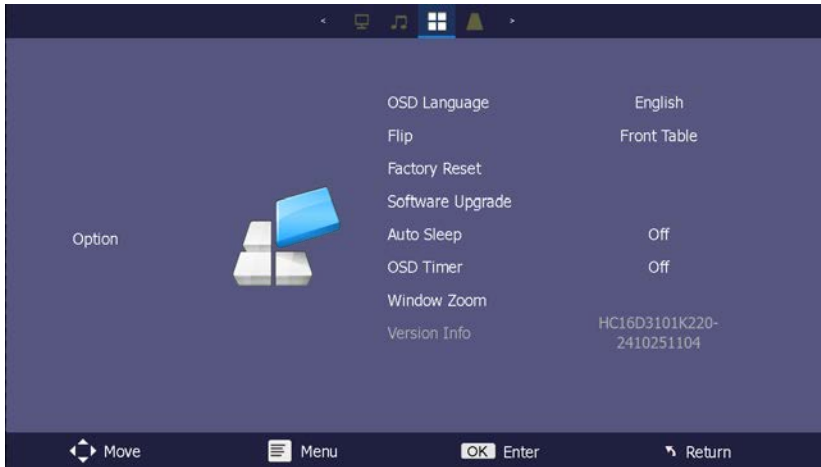 OSD Language English
Flip Front Table
Factory Reset
Software Upgrade
Option
Auto Sleep Off
OSD Timer Off
Window Zoom
Version Info HC16D3101K220-
2410251104
Move Menu OK Enter Return